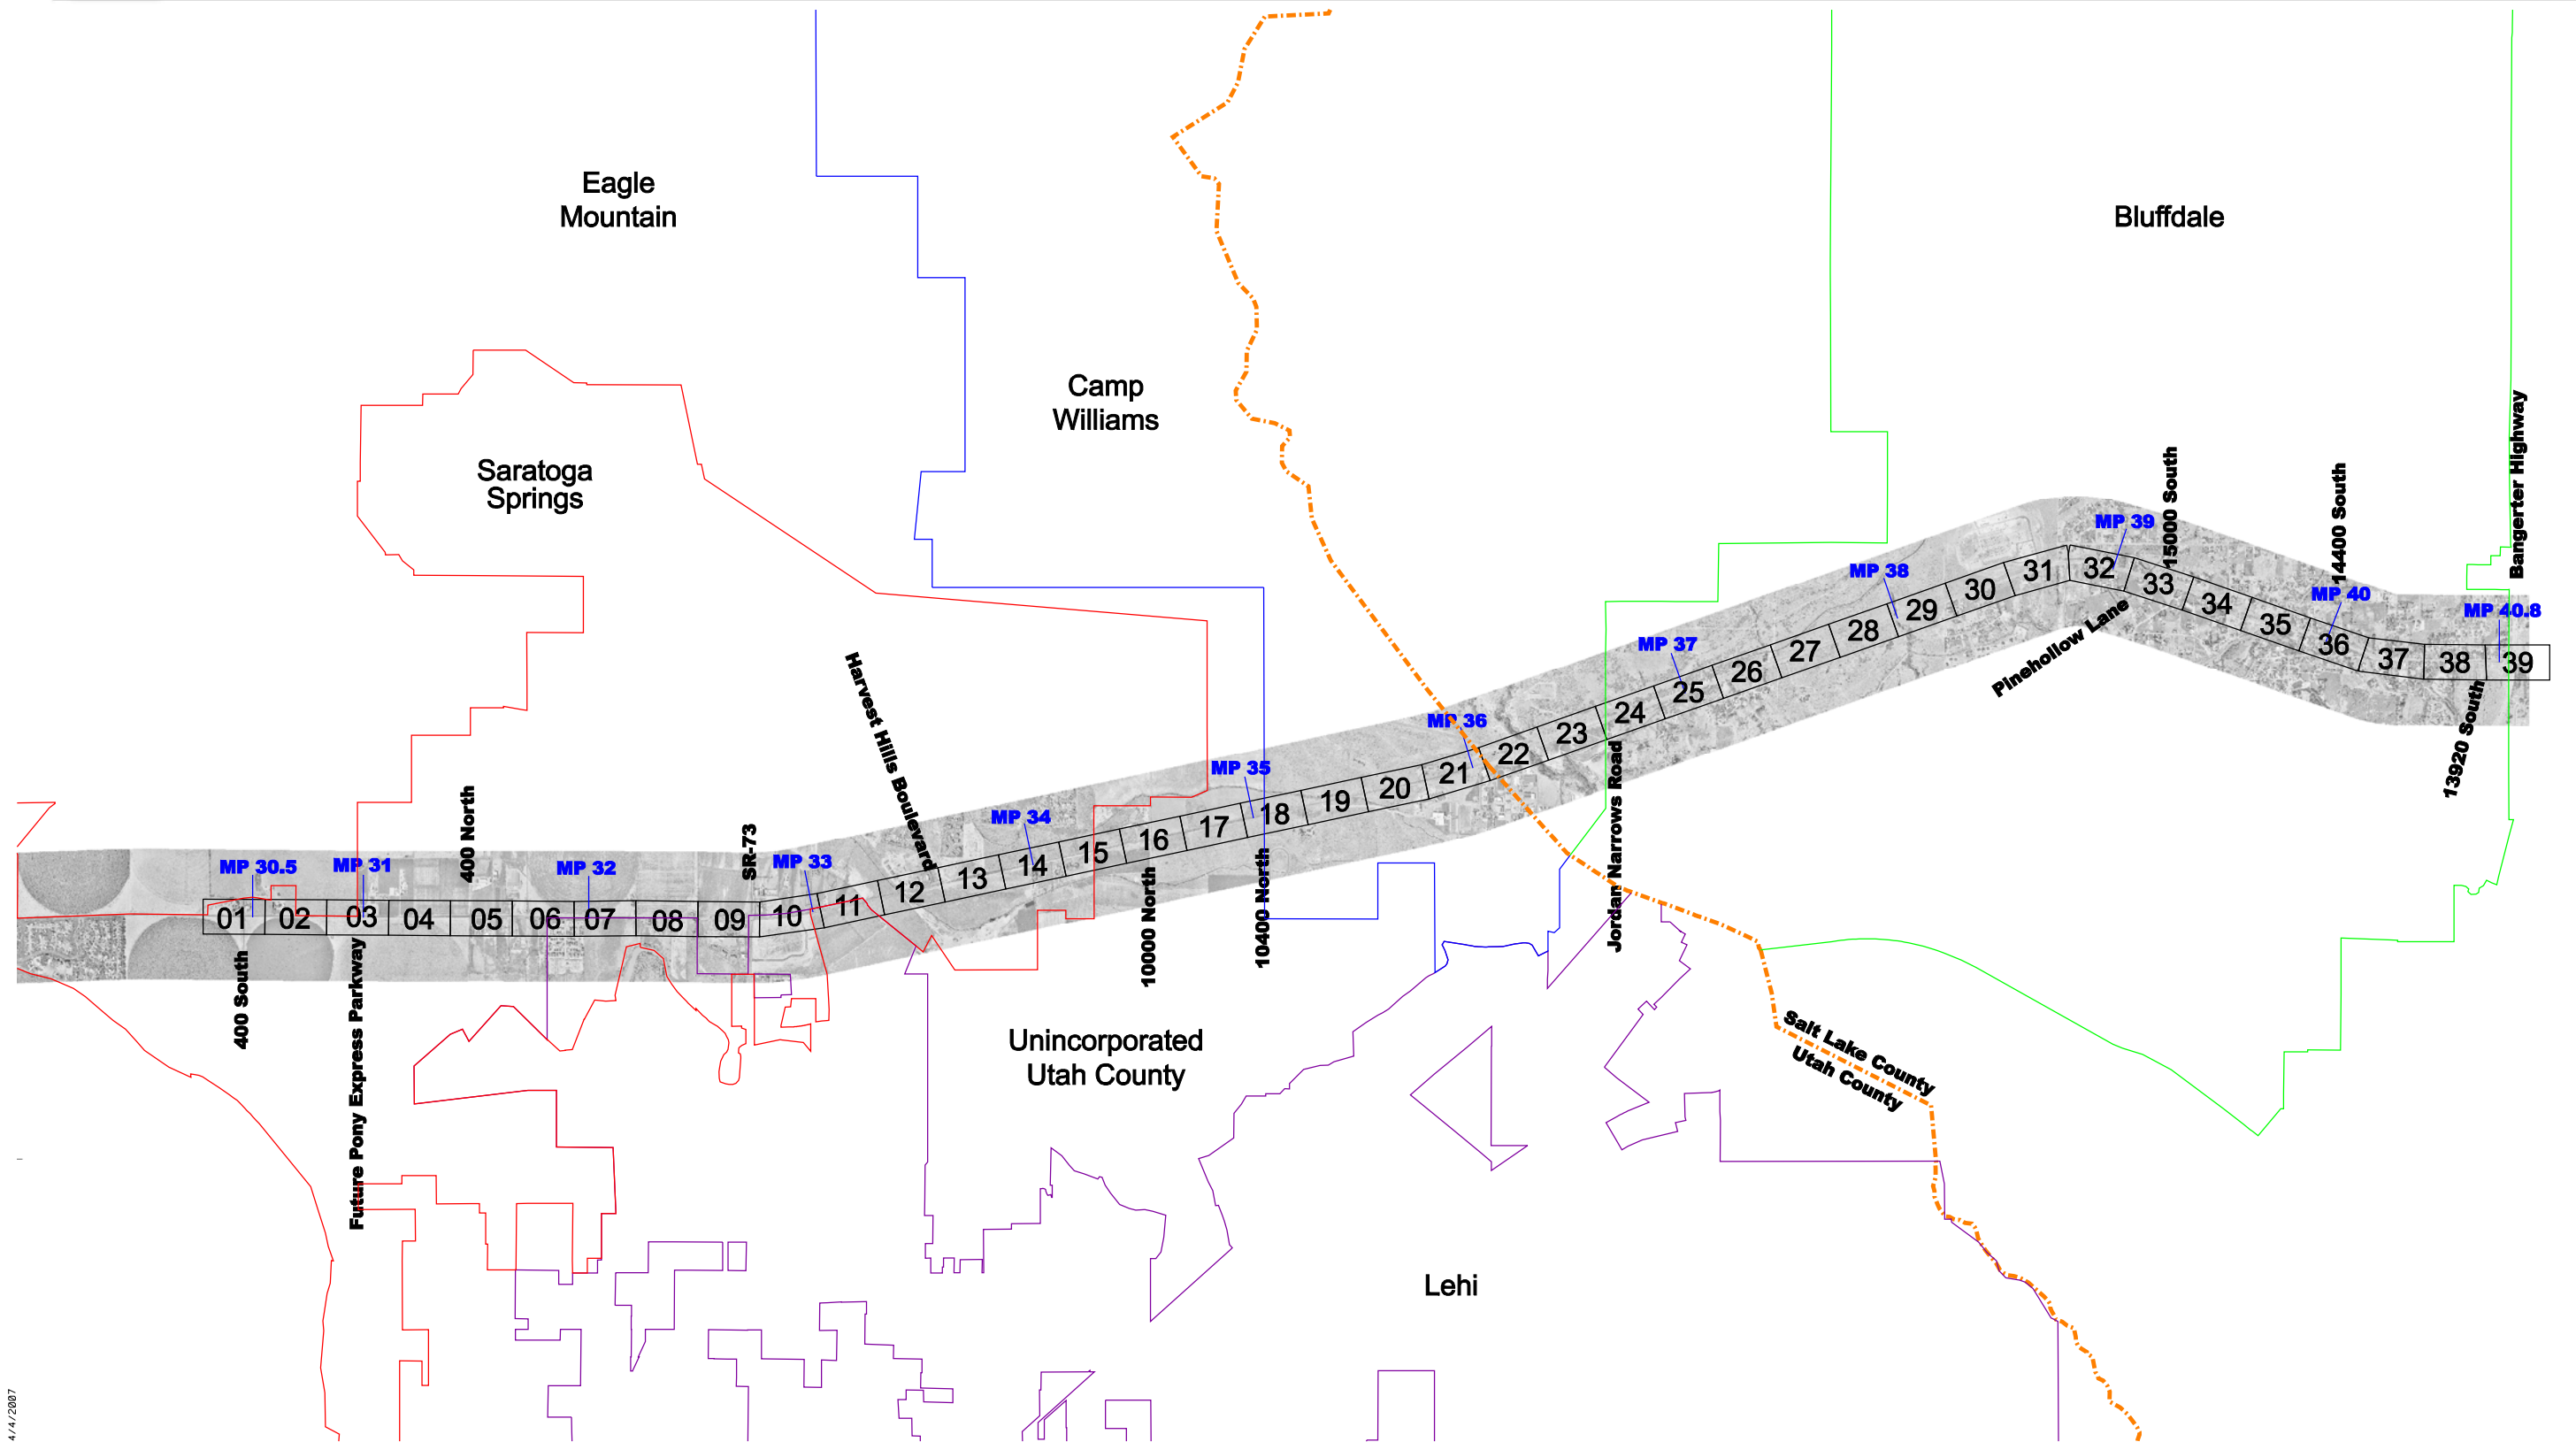 Eagle
Mountain
Bluffdale
Camp
Williams
Saratoga
Springs
Bangerter Highway
15000 South
14400 South
MP 39
MP 38
MP 40
MP 40.8
MP 37
MP 36
MP 35
MP 34
MP 33
MP 32
MP 31
MP 30.5
Pinehollow Lane
13920 South
Harvest Hills Boulevard
Jordan Narrows Road
400 North
SR-73
10000 North
10400 North
400 South
Future Pony Express Parkway
01
02
03
04
05
06
07
08
09
10
11
12
13
14
15
16
17
18
19
20
21
22
23
24
25
26
27
28
29
30
31
32
33
34
35
36
37
38
39
Unincorporated
Utah County
Salt Lake County
Utah County
Lehi
4/4/2007